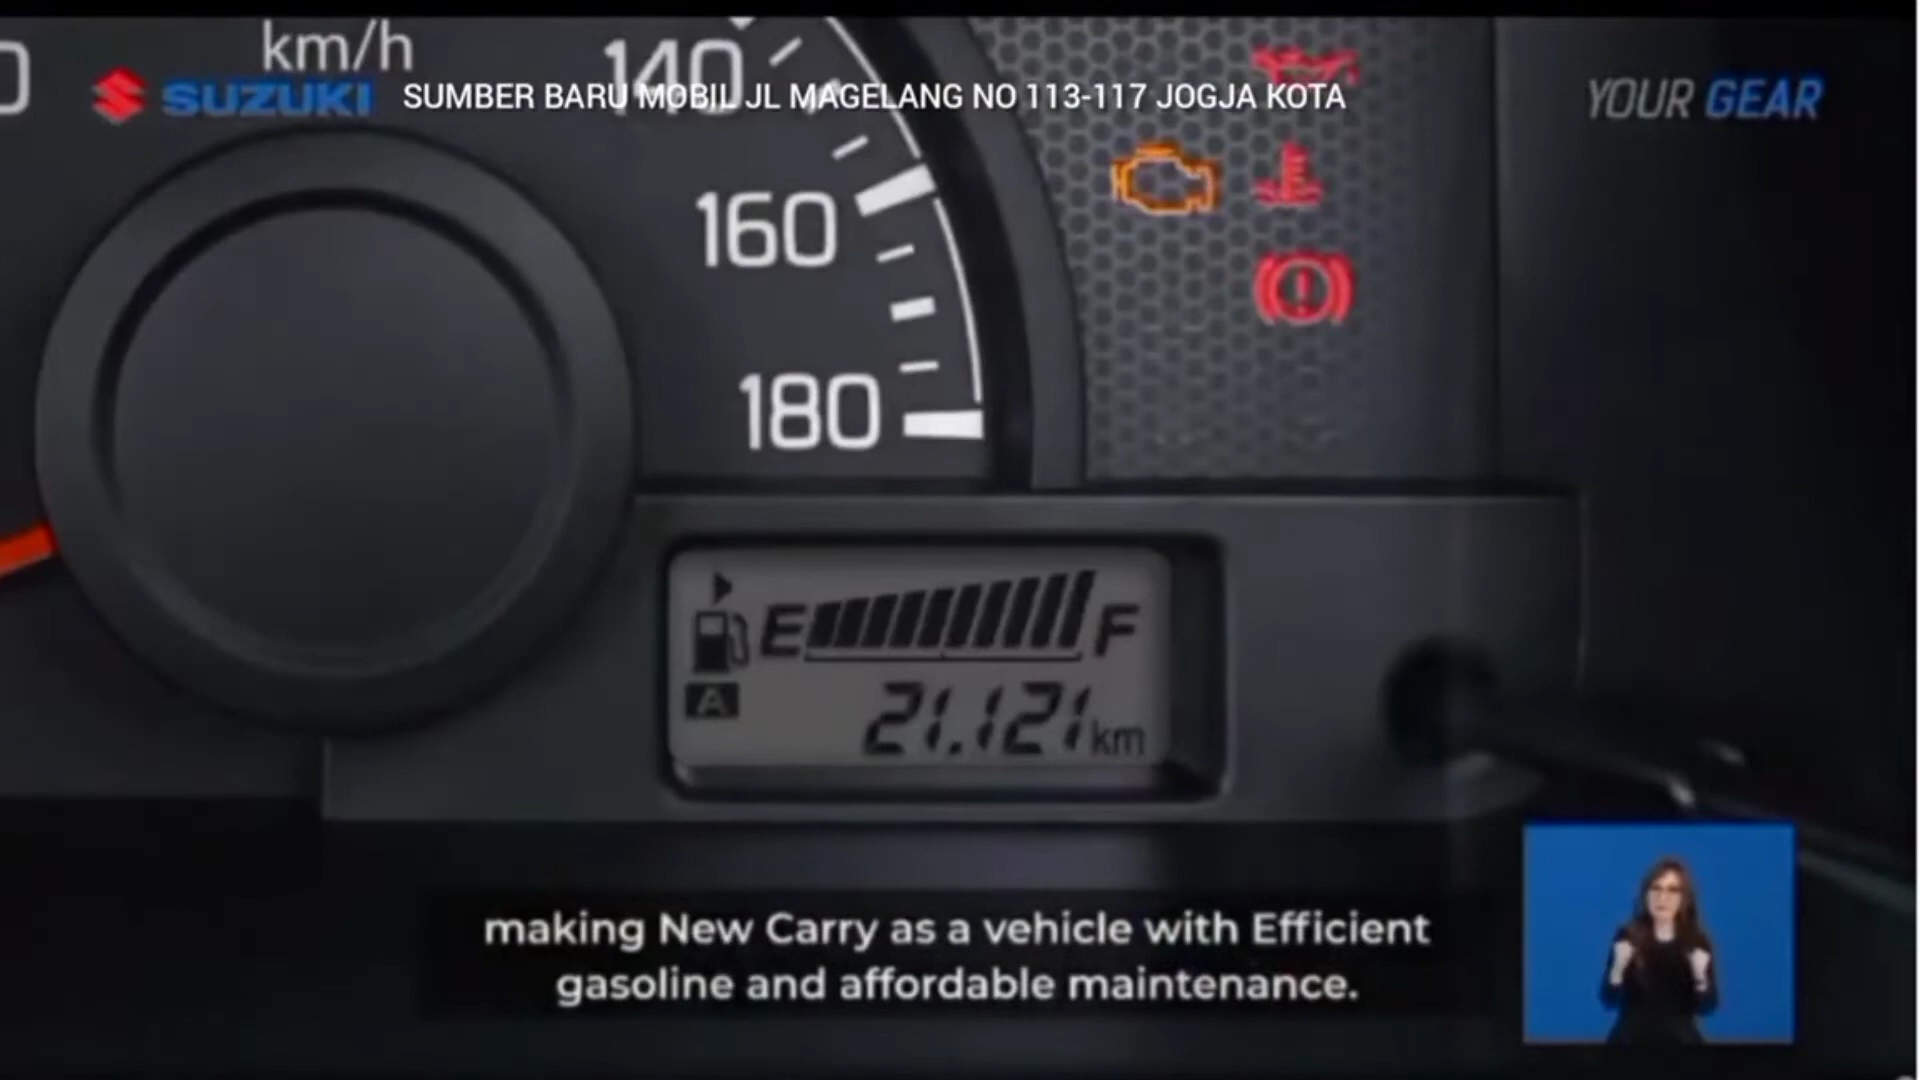 km/h
140
SUZUKI
SUMBER BARU MOBIL JL MAGELANG NO 113-117 JOGJA KOTA
YOUR GEAR
160
180
E F
A
21.121 km
making New Carry as a vehicle with Efficient
gasoline and affordable maintenance.